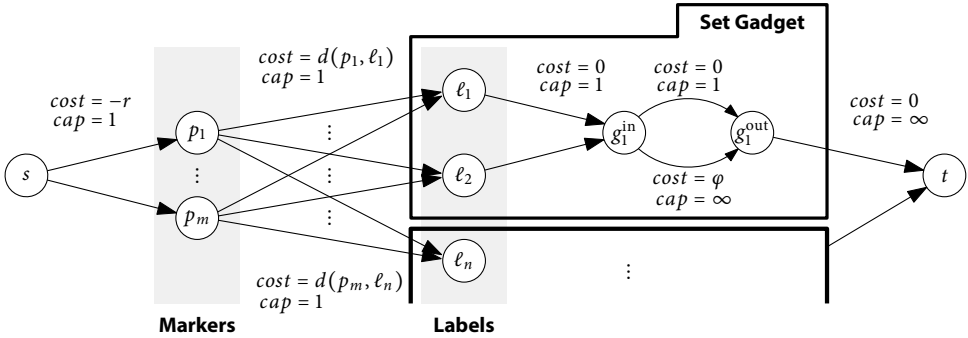 Set Gadget
cost = d(p₁, ℓ₁)
cap = 1
cost = 0
cap = 1
cost = 0
cap = 1
cost = −r
cap = 1
cost = 0
cap = ∞
ℓ₁
p₁
⋮
g₁ⁱⁿ
g₁ᵒᵘᵗ
s
⋮
ℓ₂
t
cost = φ
cap = ∞
pₘ
⋮
ℓₙ
⋮
cost = d(pₘ, ℓₙ)
cap = 1
Markers
Labels